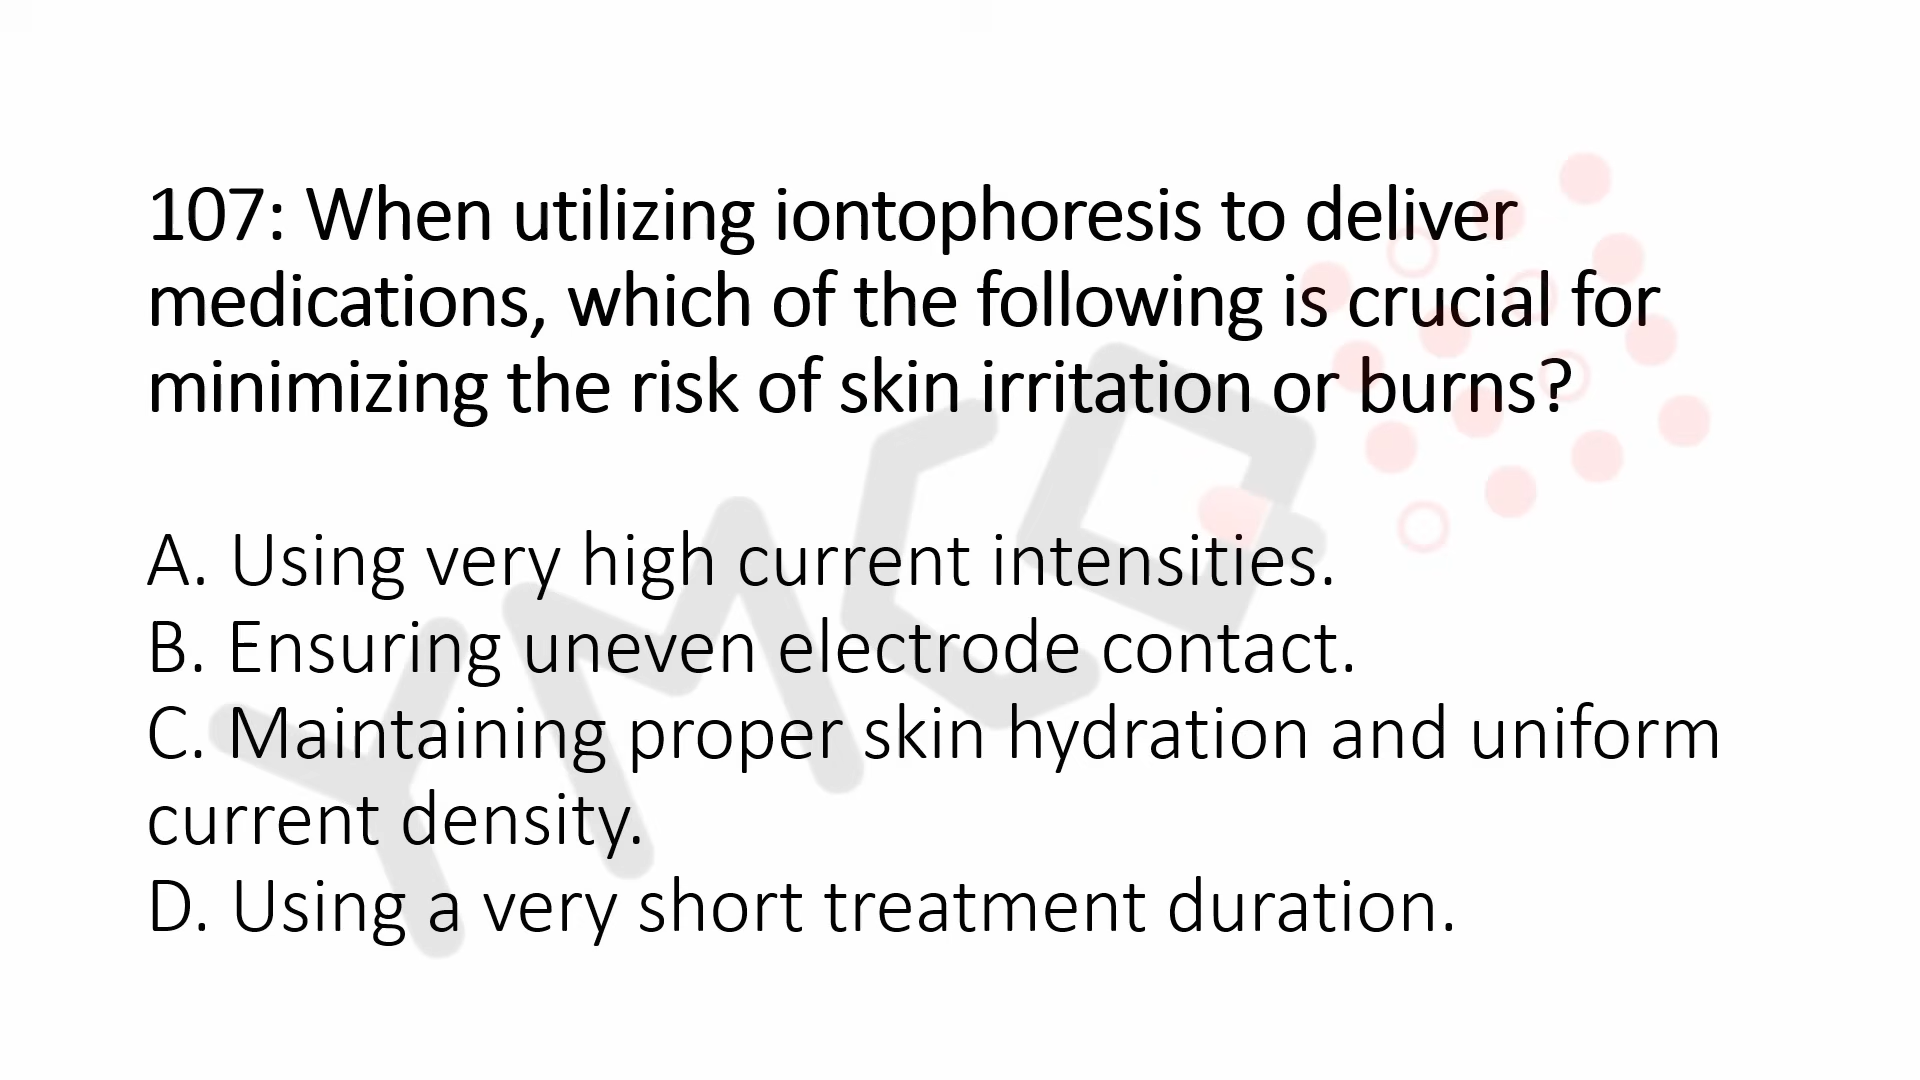 107: When utilizing iontophoresis to deliver
medications, which of the following is crucial for
minimizing the risk of skin irritation or burns?
A. Using very high current intensities.
B. Ensuring uneven electrode contact.
C. Maintaining proper skin hydration and uniform
current density.
D. Using a very short treatment duration.
YMCD